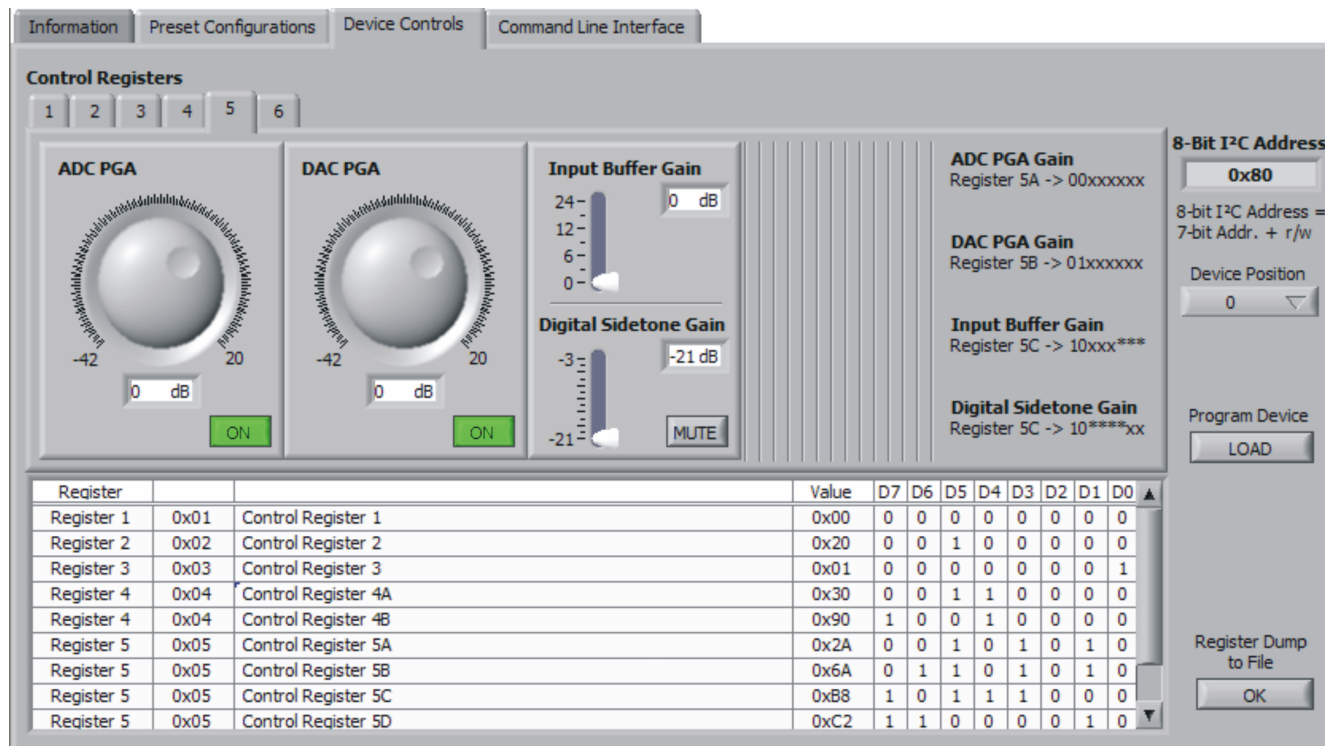 Information Preset Configurations Device Controls Command Line Interface
Control Registers
1 2 3 4 5 6
ADC PGA
-42 20
0 dB
ON
DAC PGA
-42 20
0 dB
ON
Input Buffer Gain
0 dB
24
12
6
0
Digital Sidetone Gain
-21 dB
-3
-21
MUTE
ADC PGA Gain
Register 5A -> 00xxxxxx
DAC PGA Gain
Register 5B -> 01xxxxxx
Input Buffer Gain
Register 5C -> 10xxx***
Digital Sidetone Gain
Register 5C -> 10****xx
8-Bit I²C Address
0x80
8-bit I²C Address =
7-bit Addr. + r/w
Device Position
0
Program Device
LOAD
Register Dump
to File
OK
Register Value D7 D6 D5 D4 D3 D2 D1 D0
Register 1 0x01 Control Register 1 0x00 0 0 0 0 0 0 0 0
Register 2 0x02 Control Register 2 0x20 0 0 1 0 0 0 0 0
Register 3 0x03 Control Register 3 0x01 0 0 0 0 0 0 0 1
Register 4 0x04 Control Register 4A 0x30 0 0 1 1 0 0 0 0
Register 4 0x04 Control Register 4B 0x90 1 0 0 1 0 0 0 0
Register 5 0x05 Control Register 5A 0x2A 0 0 1 0 1 0 1 0
Register 5 0x05 Control Register 5B 0x6A 0 1 1 0 1 0 1 0
Register 5 0x05 Control Register 5C 0xB8 1 0 1 1 1 0 0 0
Register 5 0x05 Control Register 5D 0xC2 1 1 0 0 0 0 1 0